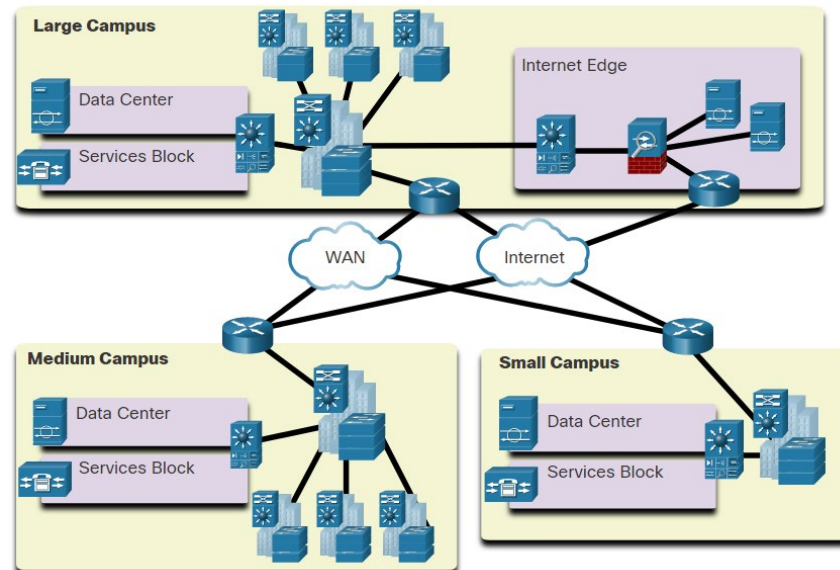 Large Campus
Data Center
Services Block
Internet Edge
WAN
Internet
Medium Campus
Data Center
Services Block
Small Campus
Data Center
Services Block